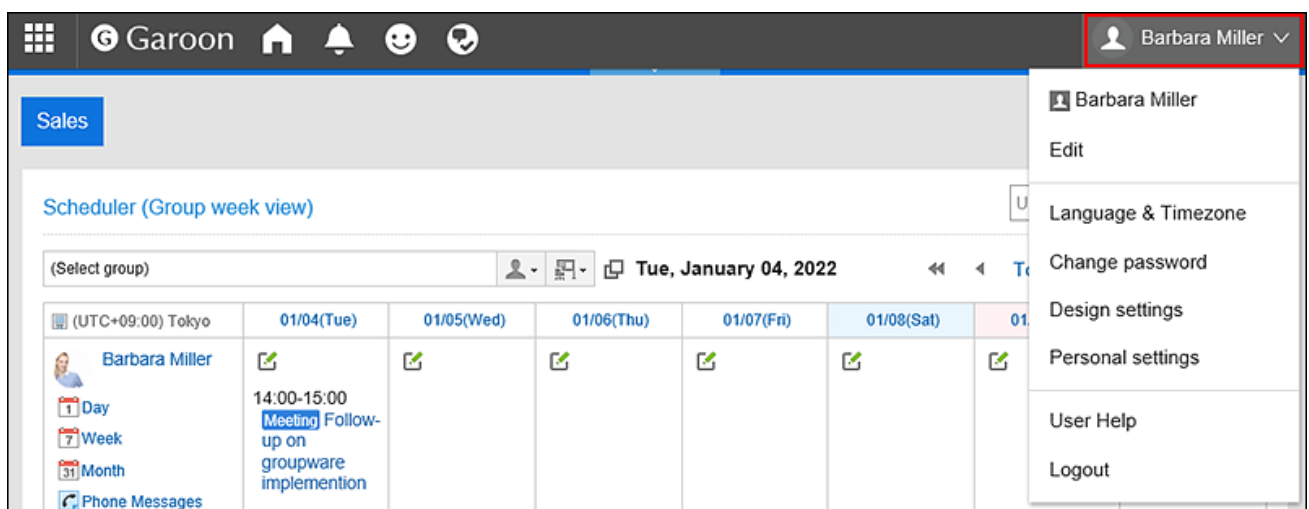 G Garoon
Barbara Miller
Barbara Miller
Edit
Language & Timezone
Change password
Design settings
Personal settings
User Help
Logout
Sales
Scheduler (Group week view)
(Select group)
Tue, January 04, 2022
(UTC+09:00) Tokyo 01/04(Tue) 01/05(Wed) 01/06(Thu) 01/07(Fri) 01/08(Sat)
Barbara Miller
1 Day
7 Week
31 Month
Phone Messages
14:00-15:00
Meeting Follow-
up on
groupware
implemention